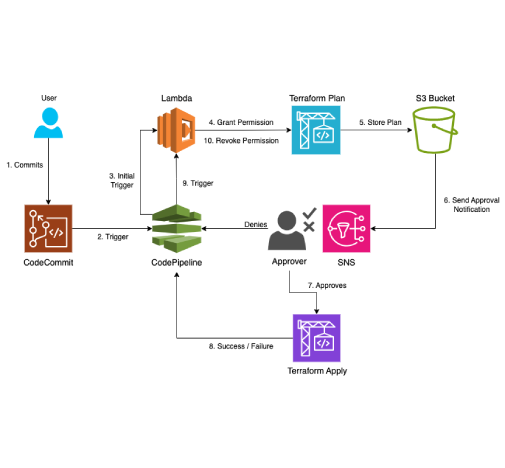 User
Lambda
Terraform Plan
S3 Bucket
4. Grant Permission
5. Store Plan
10. Revoke Permission
1. Commits
3. Initial
Trigger
9. Trigger
6. Send Approval
Notification
Denies
2. Trigger
CodeCommit
CodePipeline
Approver
SNS
7. Approves
8. Success / Failure
Terraform Apply